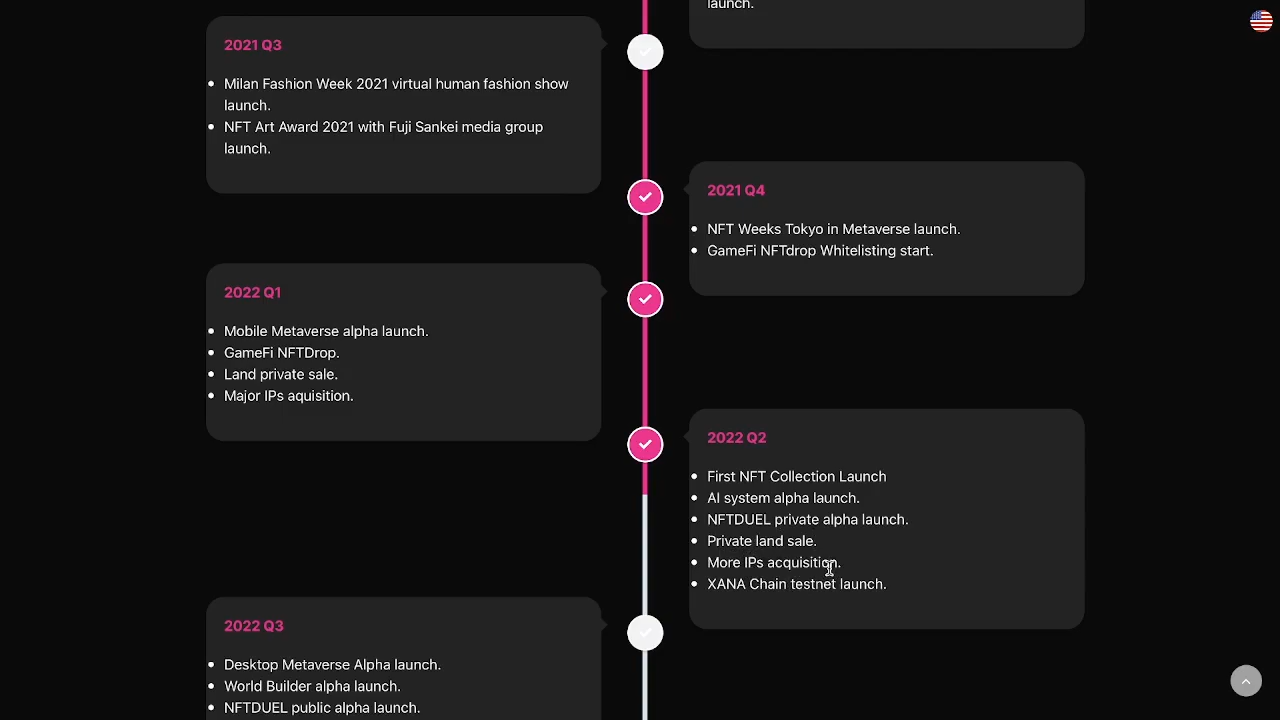 launch.
2021 Q3
Milan Fashion Week 2021 virtual human fashion show
launch.
NFT Art Award 2021 with Fuji Sankei media group
launch.
2021 Q4
NFT Weeks Tokyo in Metaverse launch.
GameFi NFTdrop Whitelisting start.
2022 Q1
Mobile Metaverse alpha launch.
GameFi NFTDrop.
Land private sale.
Major IPs aquisition.
2022 Q2
First NFT Collection Launch
AI system alpha launch.
NFTDUEL private alpha launch.
Private land sale.
More IPs acquisition.
XANA Chain testnet launch.
2022 Q3
Desktop Metaverse Alpha launch.
World Builder alpha launch.
NFTDUEL public alpha launch.